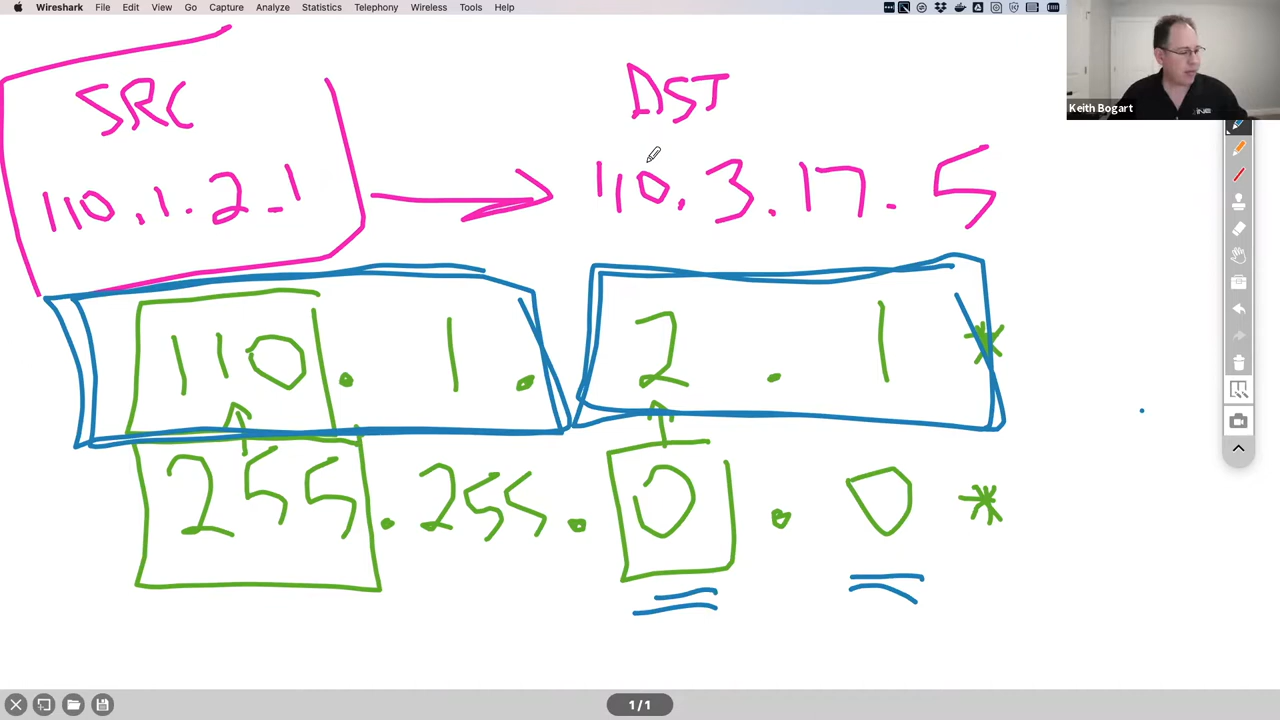 Wireshark File Edit View Go Capture Analyze Statistics Telephony Wireless Tools Help
Keith Bogart
SRC DST
110.1.2.1 110.3.17.5
110.1.2.1 *
255.255.0.0 *
1/1